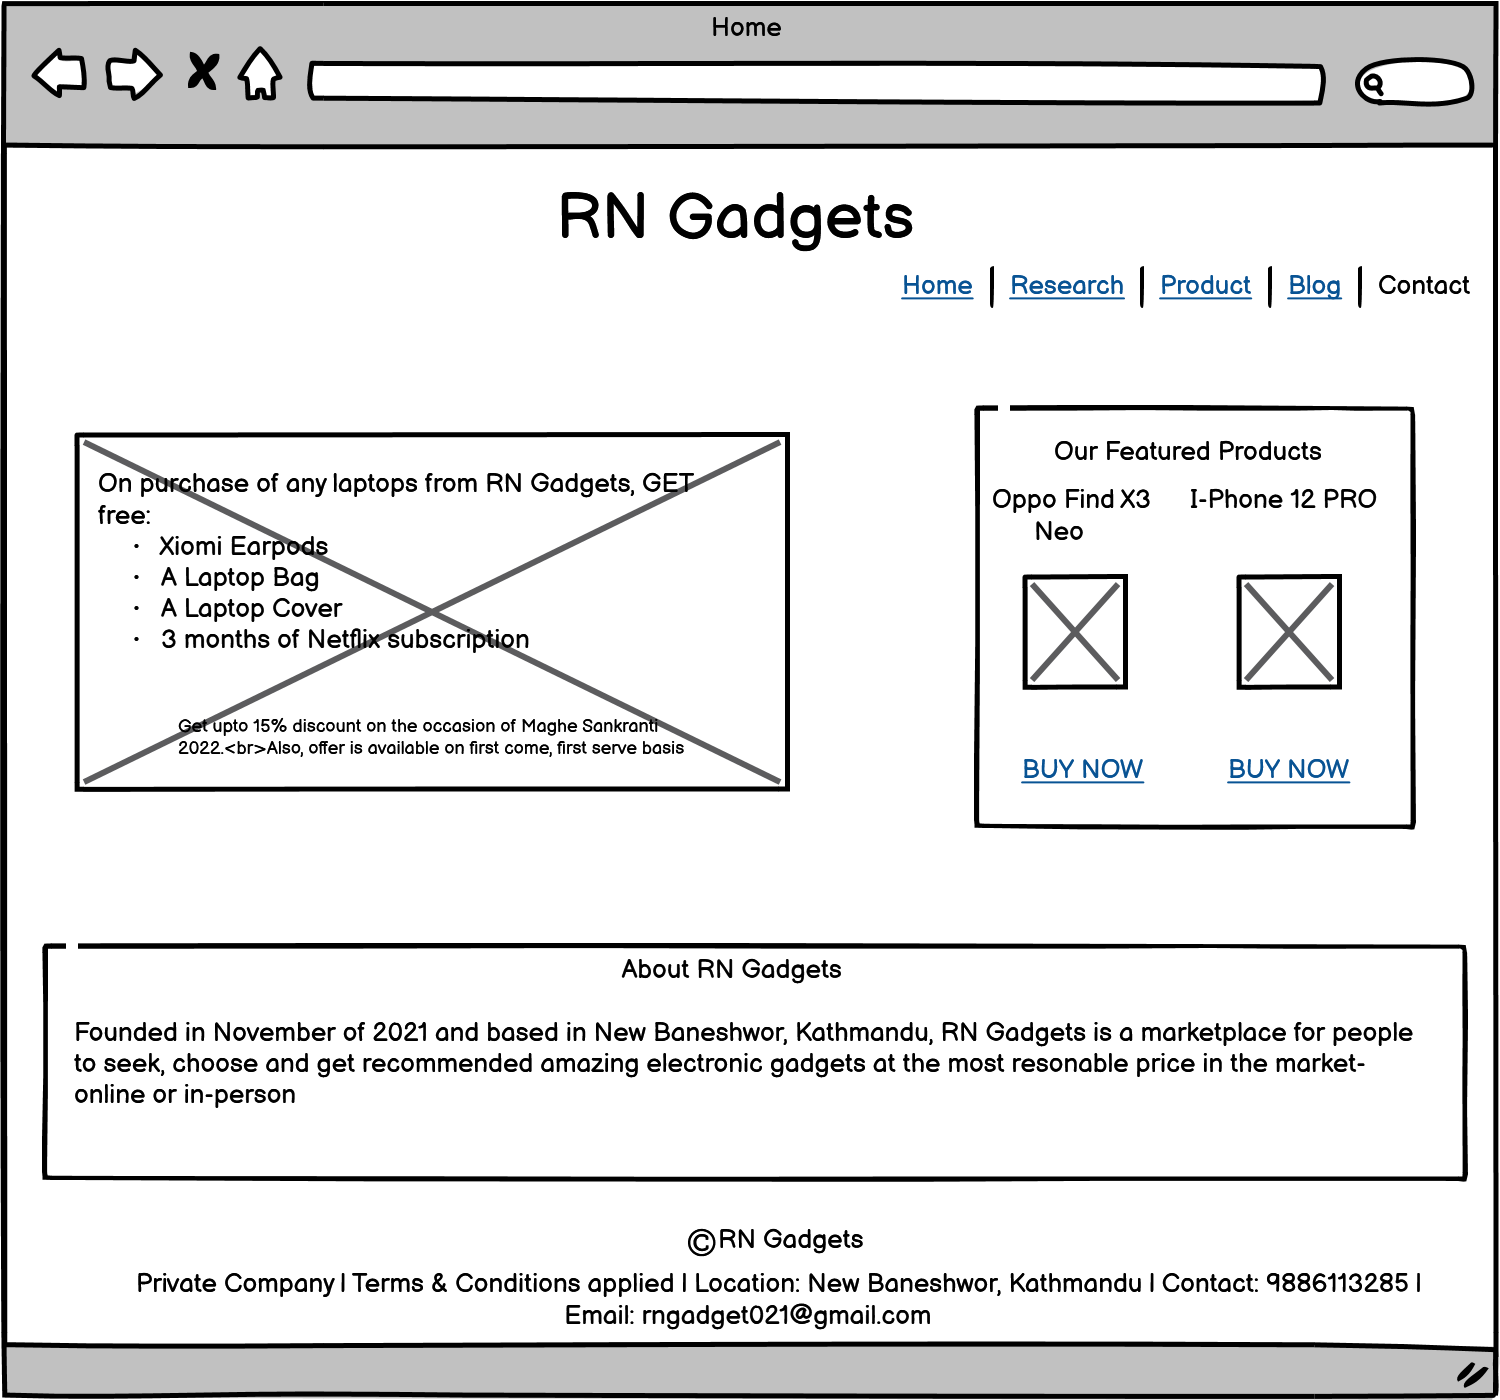 Home
RN Gadgets
Home | Research | Product | Blog | Contact
On purchase of any laptops from RN Gadgets, GET
free:
· Xiomi Earpods
· A Laptop Bag
· A Laptop Cover
· 3 months of Netflix subscription
Get upto 15% discount on the occasion of Maghe Sankranti
2022.<br>Also, offer is available on first come, first serve basis
Our Featured Products
Oppo Find X3
Neo
I-Phone 12 PRO
BUY NOW
BUY NOW
About RN Gadgets
Founded in November of 2021 and based in New Baneshwor, Kathmandu, RN Gadgets is a marketplace for people
to seek, choose and get recommended amazing electronic gadgets at the most resonable price in the market-
online or in-person
©RN Gadgets
Private Company | Terms & Conditions applied | Location: New Baneshwor, Kathmandu | Contact: 9886113285 |
Email: rngadget021@gmail.com